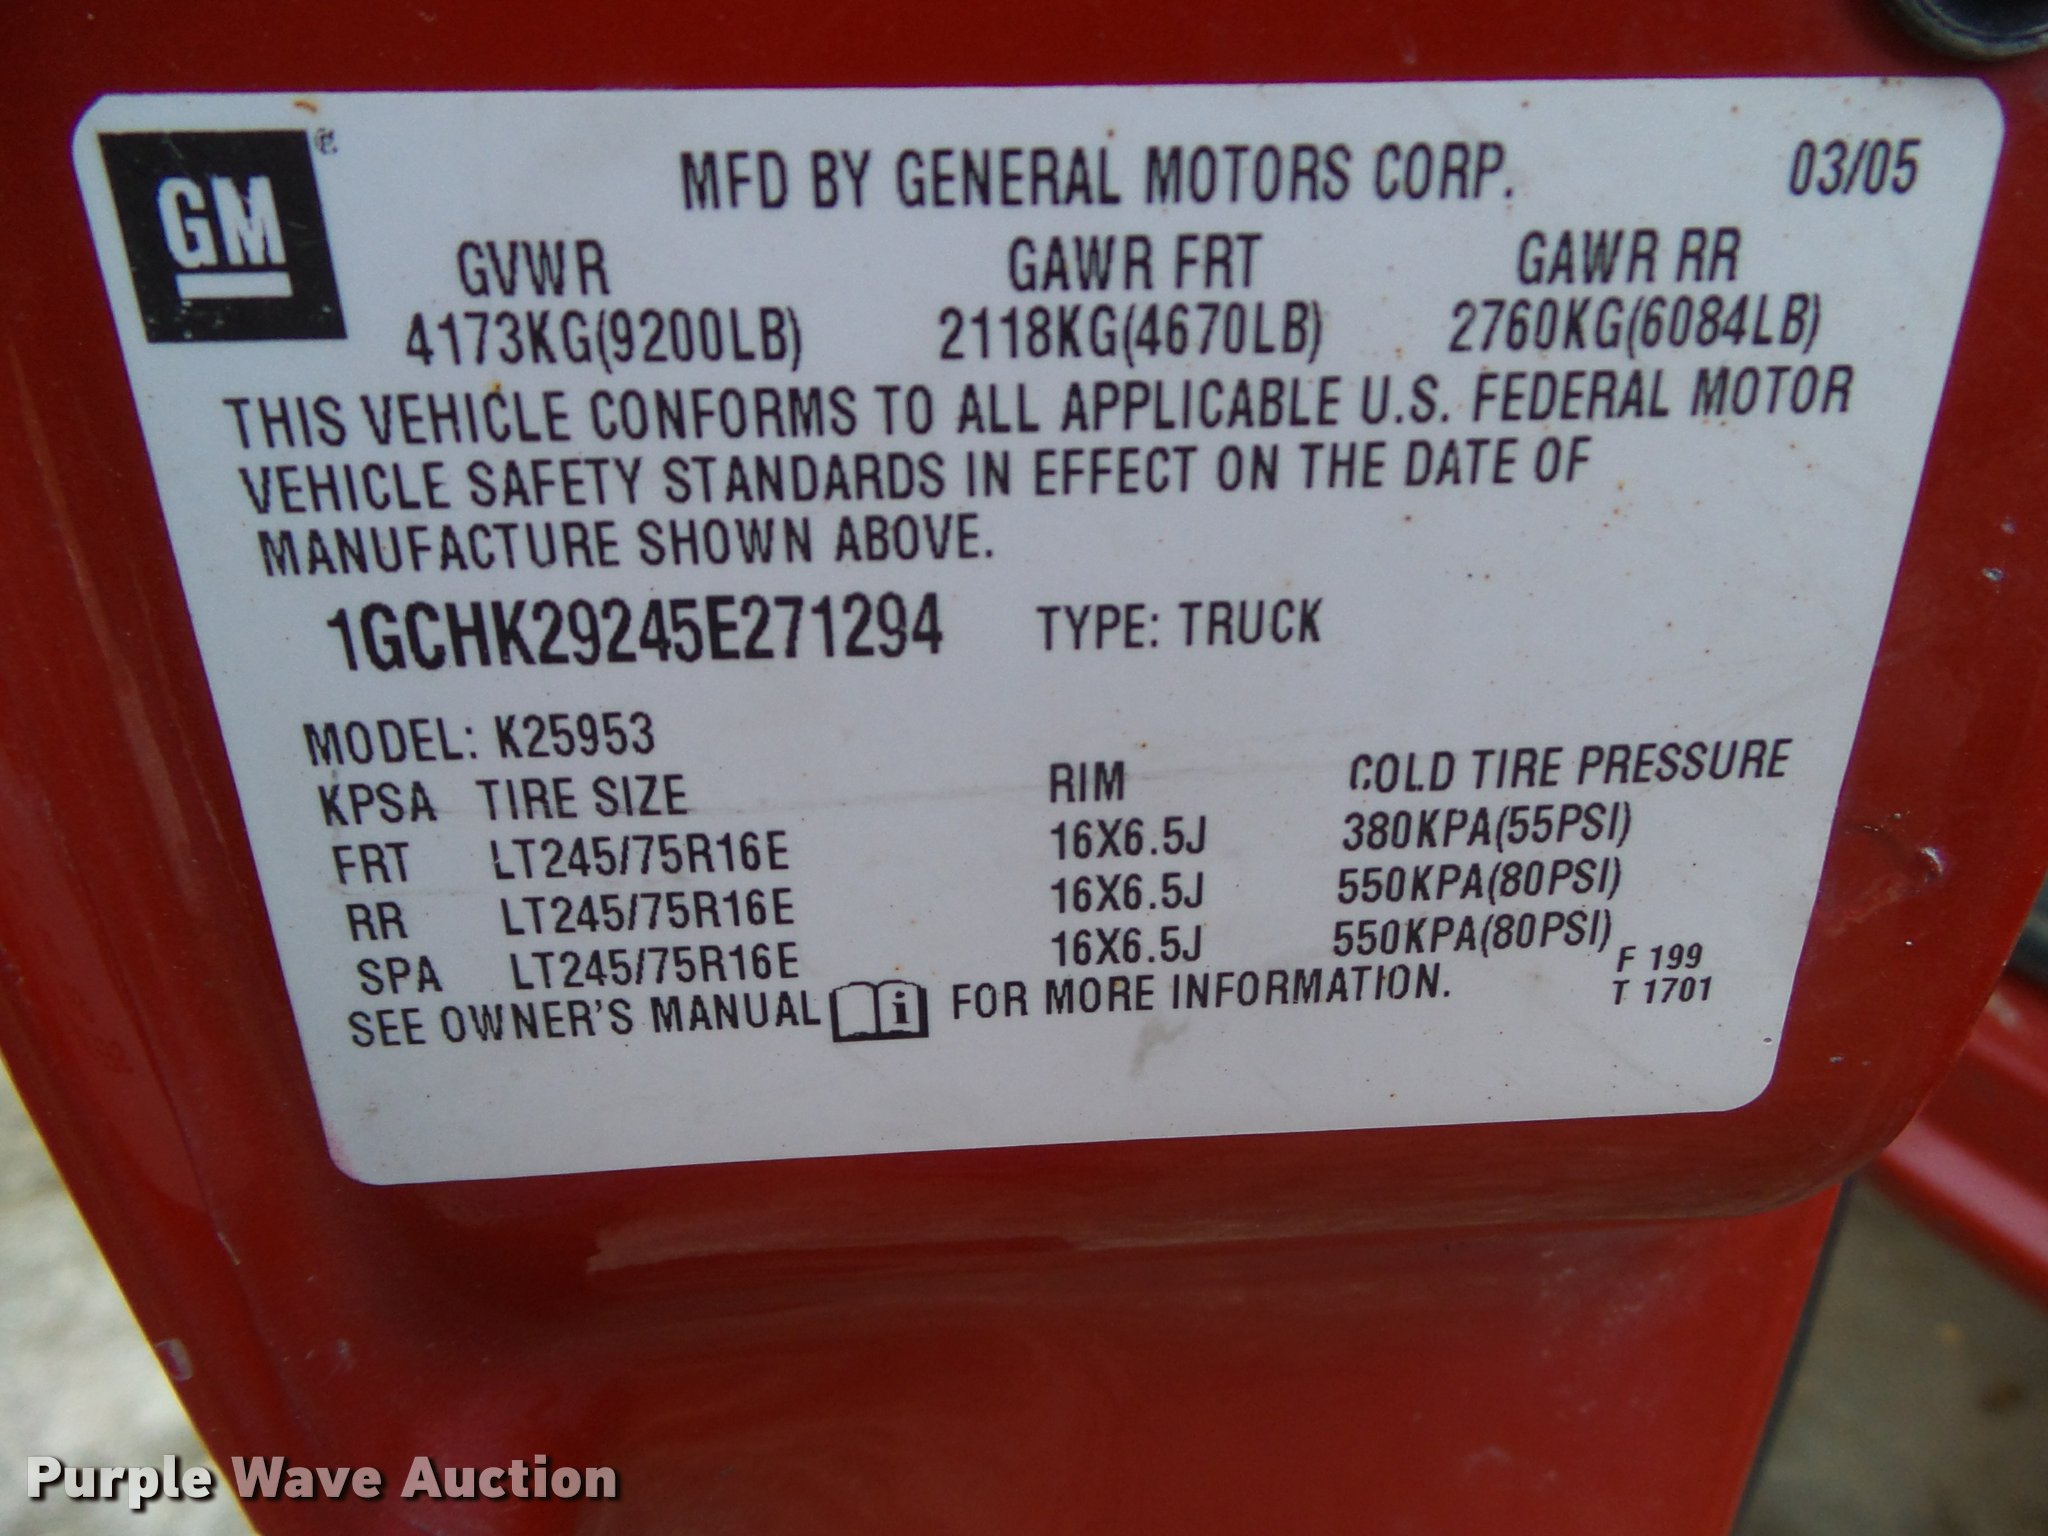 GM
MFD BY GENERAL MOTORS CORP. 03/05
GVWR GAWR FRT GAWR RR
4173KG(9200LB) 2118KG(4670LB) 2760KG(6084LB)
THIS VEHICLE CONFORMS TO ALL APPLICABLE U.S. FEDERAL MOTOR
VEHICLE SAFETY STANDARDS IN EFFECT ON THE DATE OF
MANUFACTURE SHOWN ABOVE.
1GCHK29245E271294 TYPE: TRUCK
MODEL: K25953
KPSA TIRE SIZE RIM COLD TIRE PRESSURE
FRT LT245/75R16E 16X6.5J 380KPA(55PSI)
RR LT245/75R16E 16X6.5J 550KPA(80PSI)
SPA LT245/75R16E 16X6.5J 550KPA(80PSI)
SEE OWNER'S MANUAL i FOR MORE INFORMATION. F 199
T 1701
Purple Wave Auction